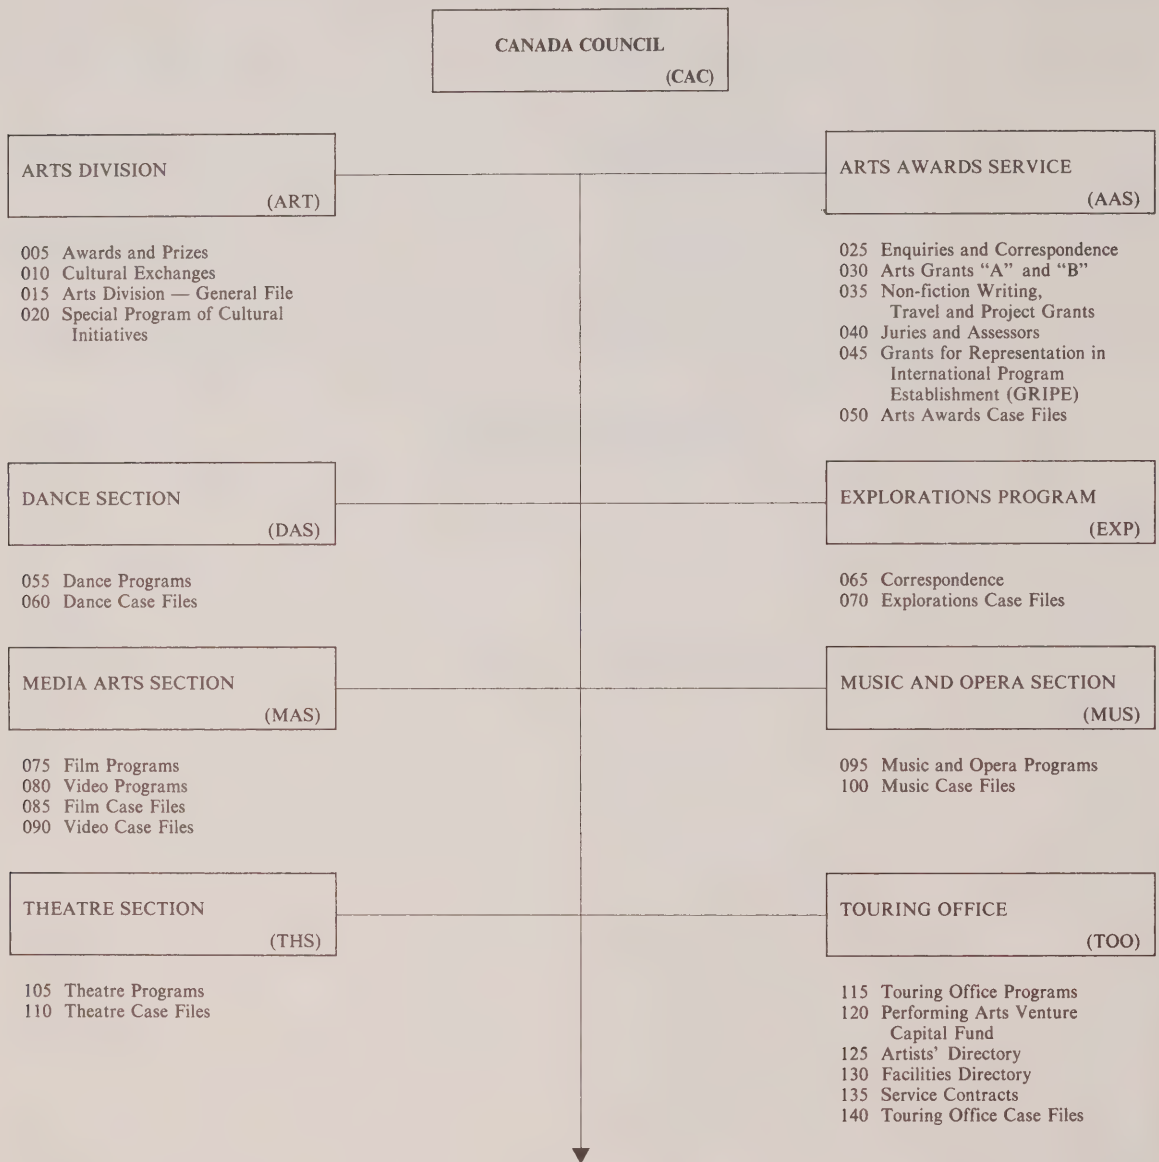 CANADA COUNCIL
(CAC)
ARTS DIVISION
(ART)
005 Awards and Prizes
010 Cultural Exchanges
015 Arts Division — General File
020 Special Program of Cultural
Initiatives
ARTS AWARDS SERVICE
(AAS)
025 Enquiries and Correspondence
030 Arts Grants “A” and “B”
035 Non-fiction Writing,
Travel and Project Grants
040 Juries and Assessors
045 Grants for Representation in
International Program
Establishment (GRIPE)
050 Arts Awards Case Files
DANCE SECTION
(DAS)
055 Dance Programs
060 Dance Case Files
EXPLORATIONS PROGRAM
(EXP)
065 Correspondence
070 Explorations Case Files
MEDIA ARTS SECTION
(MAS)
075 Film Programs
080 Video Programs
085 Film Case Files
090 Video Case Files
MUSIC AND OPERA SECTION
(MUS)
095 Music and Opera Programs
100 Music Case Files
THEATRE SECTION
(THS)
105 Theatre Programs
110 Theatre Case Files
TOURING OFFICE
(TOO)
115 Touring Office Programs
120 Performing Arts Venture
Capital Fund
125 Artists’ Directory
130 Facilities Directory
135 Service Contracts
140 Touring Office Case Files